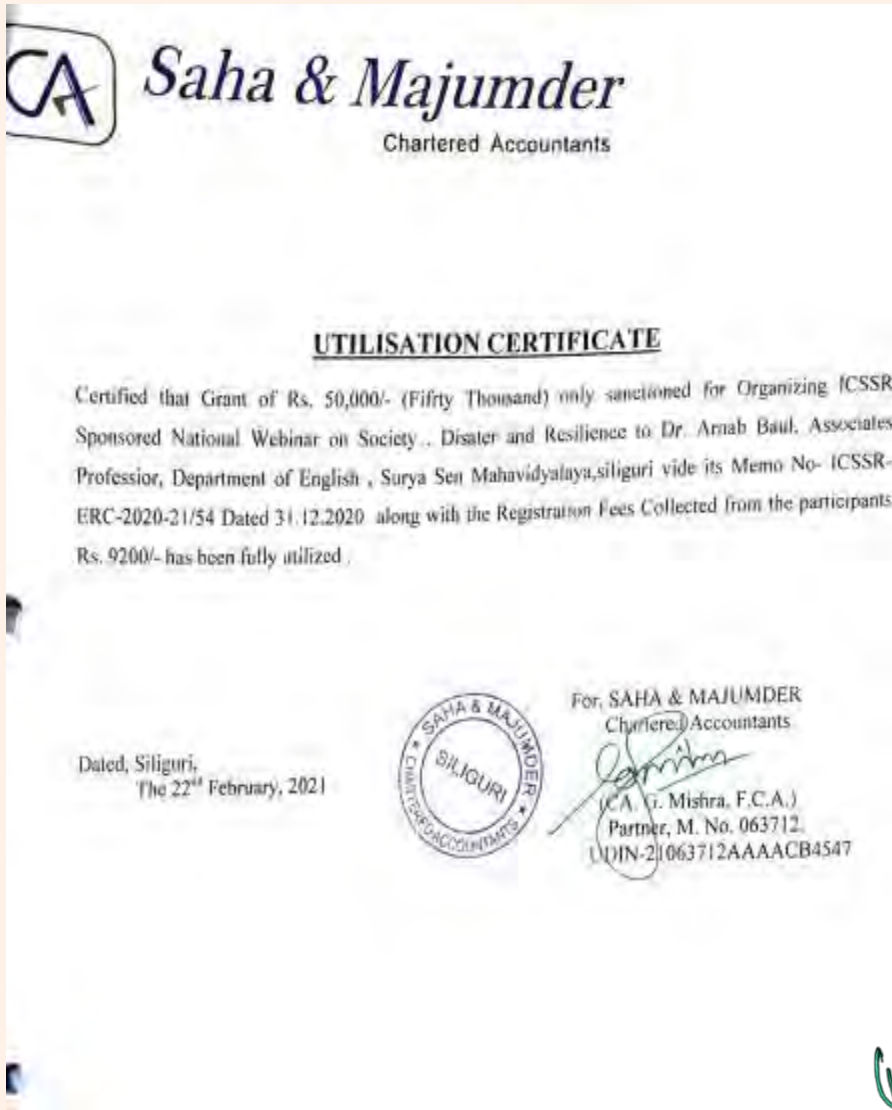 CA Saha & Majumder
Chartered Accountants
UTILISATION CERTIFICATE
Certified that Grant of Rs. 50,000/- (Fifrty Thousand) only sanctioned for Organizing ICSSR
Sponsored National Webinar on Society , Disater and Resilience to Dr. Arnab Baul, Associates
Professior, Department of English , Surya Sen Mahavidyalaya,siliguri vide its Memo No- ICSSR-
ERC-2020-21/54 Dated 31.12.2020 along with the Registration Fees Collected from the participants
Rs. 9200/- has been fully utilized .
For, SAHA & MAJUMDER
Chartered Accountants
SAHA & MAJUMDER
SILIGURI
CHARTERED ACCOUNTANTS
Dated, Siliguri,
The 22nd February, 2021
(CA. G. Mishra, F.C.A.)
Partner, M. No. 063712.
UDIN-21063712AAAACB4547